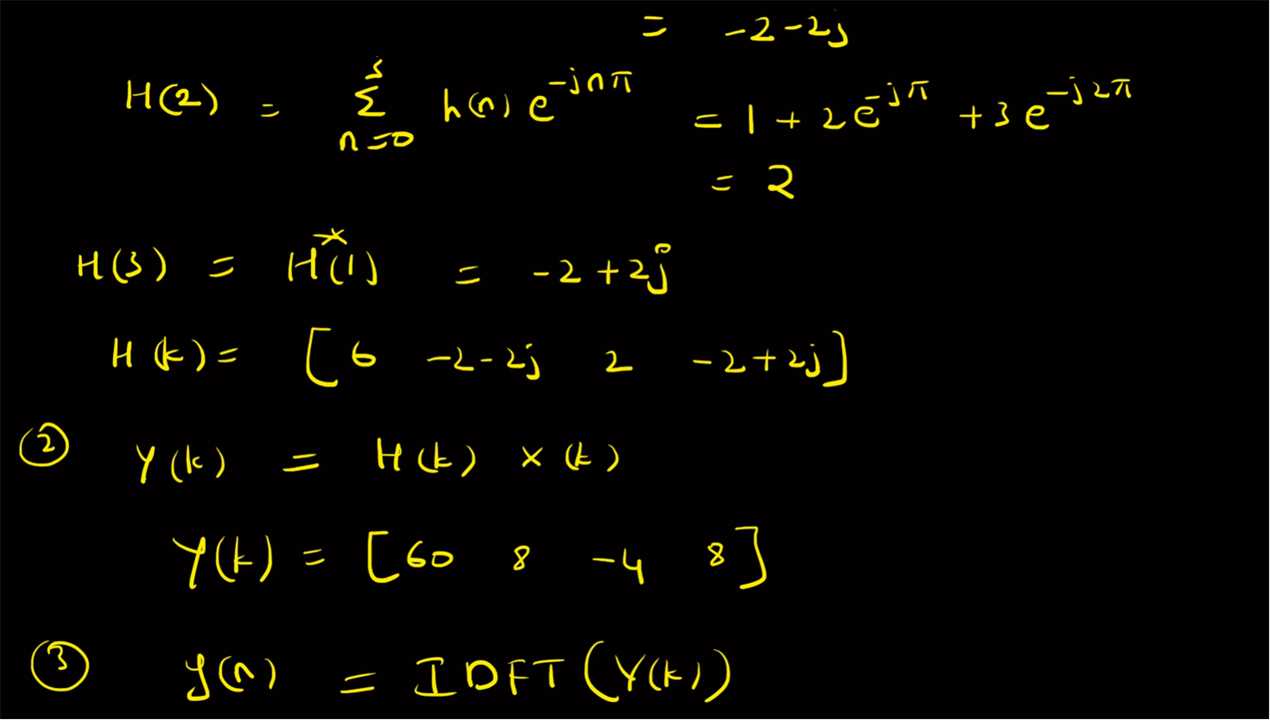 = -2-2j
H(2) = 3 Σ n=0 h(n) e^{-jnπ} = 1 + 2e^{-jπ} + 3e^{-j2π}
= 2
H(3) = H^{*}(1) = -2+2j
H(k) = [ 6 -2-2j 2 -2+2j ]
② Y(k) = H(k) X(k)
Y(k) = [ 60 8 -4 8 ]
③ y(n) = IDFT(Y(k))